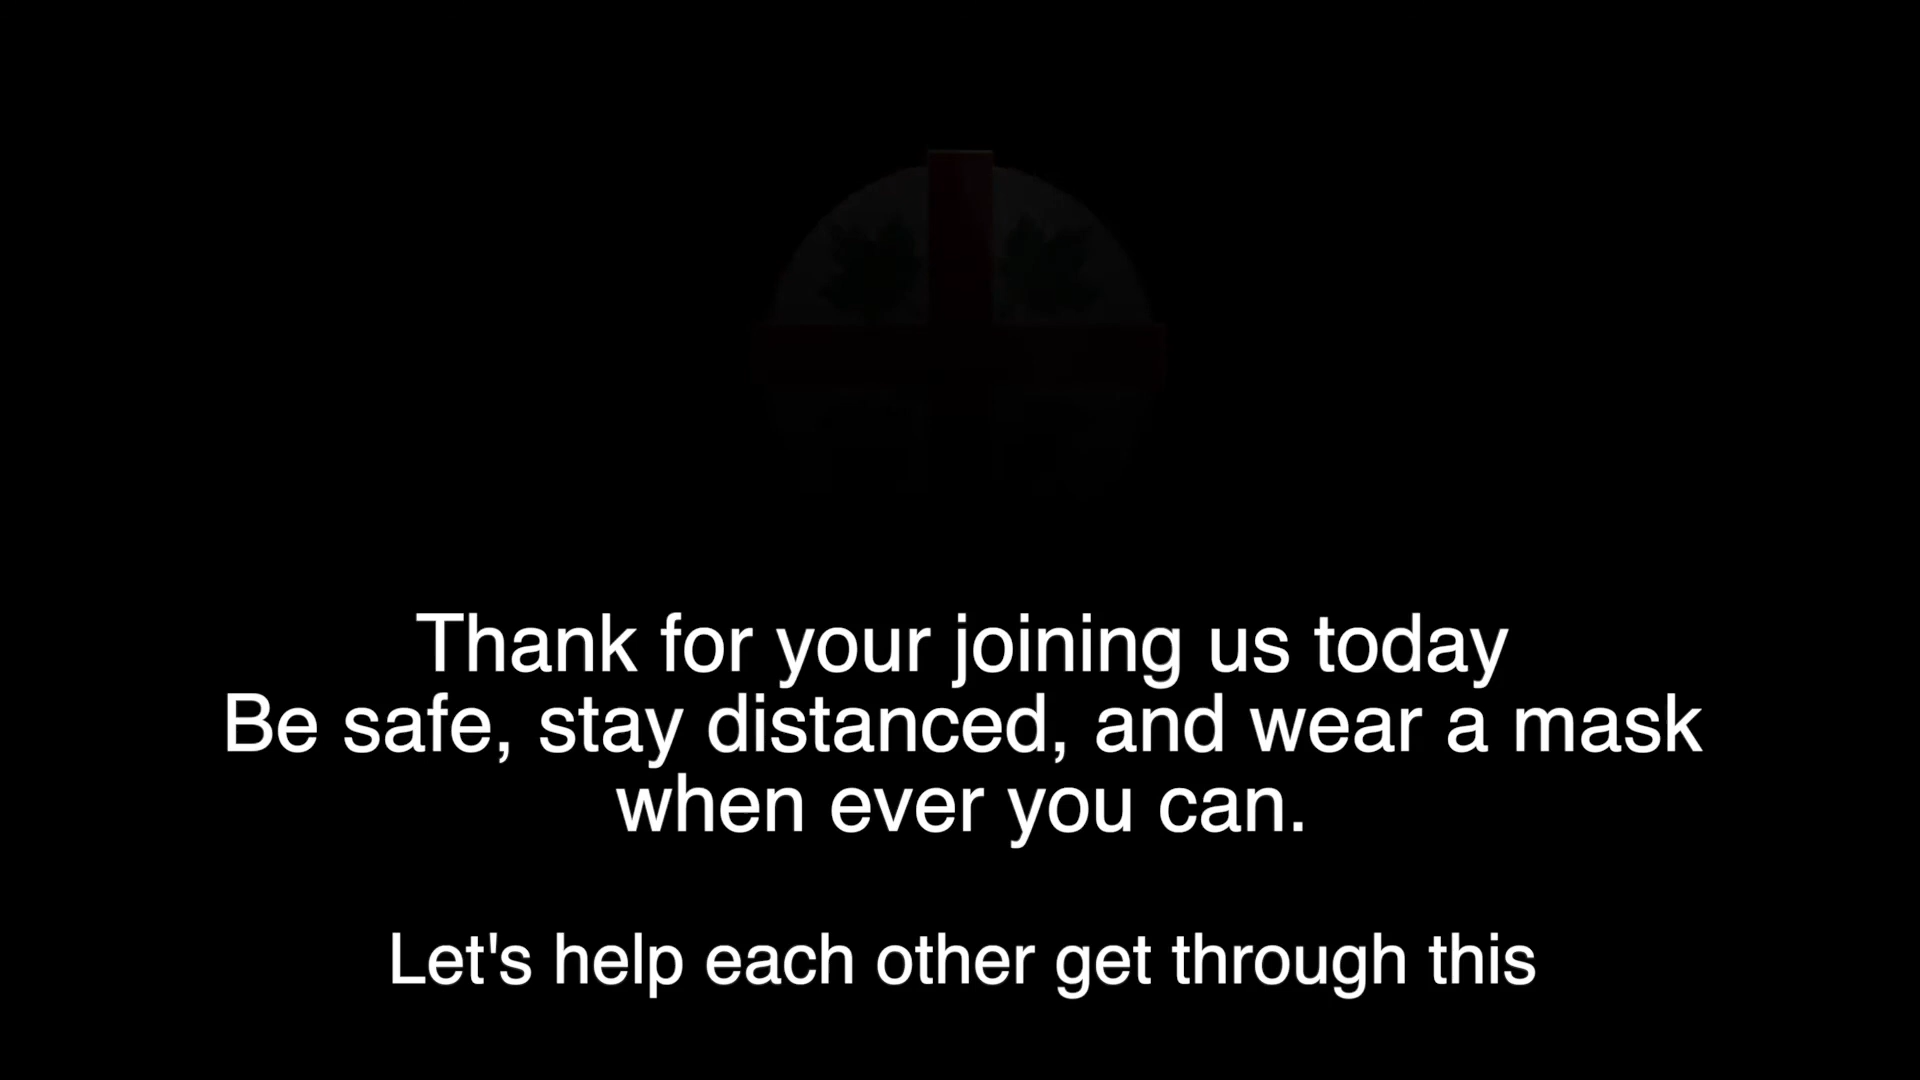 Thank for your joining us today
Be safe, stay distanced, and wear a mask
when ever you can.
Let's help each other get through this